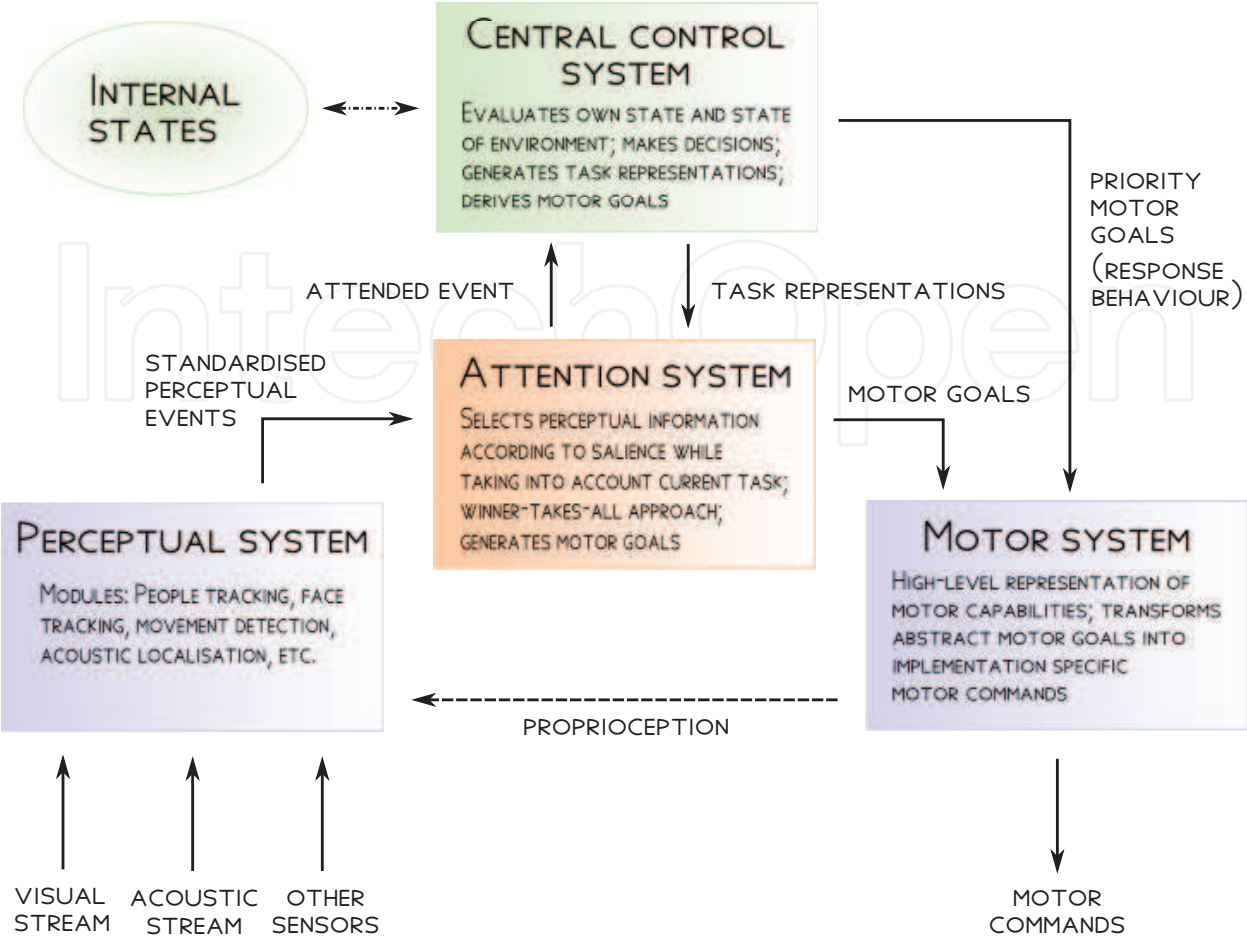 CENTRAL CONTROL
SYSTEM
EVALUATES OWN STATE AND STATE
OF ENVIRONMENT; MAKES DECISIONS;
GENERATES TASK REPRESENTATIONS;
DERIVES MOTOR GOALS
INTERNAL
STATES
PRIORITY
MOTOR
GOALS
(RESPONSE
BEHAVIOUR)
ATTENDED EVENT
TASK REPRESENTATIONS
IntechOpen
STANDARDISED
PERCEPTUAL
EVENTS
ATTENTION SYSTEM
SELECTS PERCEPTUAL INFORMATION
ACCORDING TO SALIENCE WHILE
TAKING INTO ACCOUNT CURRENT TASK;
WINNER-TAKES-ALL APPROACH;
GENERATES MOTOR GOALS
MOTOR GOALS
PERCEPTUAL SYSTEM
MODULES: PEOPLE TRACKING, FACE
TRACKING, MOVEMENT DETECTION,
ACOUSTIC LOCALISATION, ETC.
MOTOR SYSTEM
HIGH-LEVEL REPRESENTATION OF
MOTOR CAPABILITIES; TRANSFORMS
ABSTRACT MOTOR GOALS INTO
IMPLEMENTATION SPECIFIC
MOTOR COMMANDS
PROPRIOCEPTION
VISUAL
STREAM
ACOUSTIC
STREAM
OTHER
SENSORS
MOTOR
COMMANDS